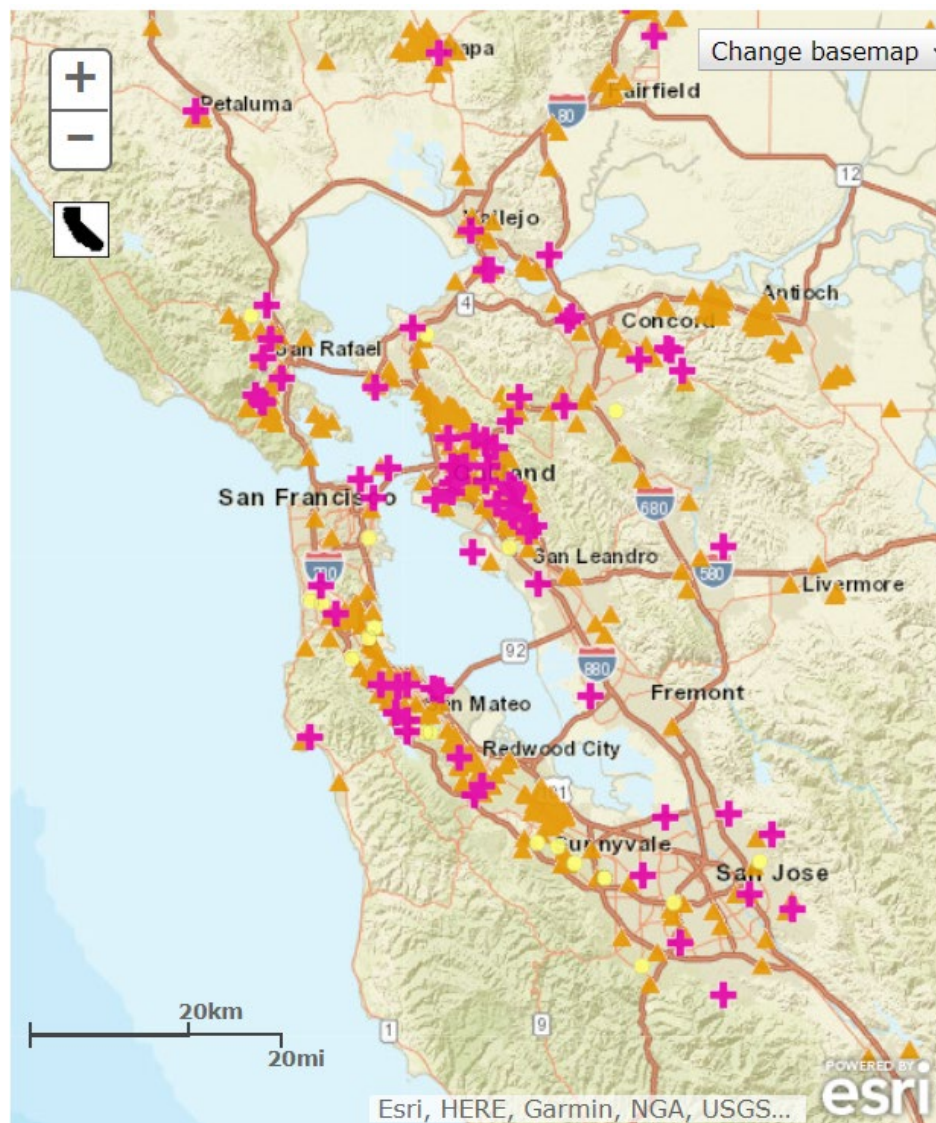 +
Change basemap
−
Petaluma
Fairfield
80
12
Vallejo
4
Antioch
Concord
San Rafael
San Francisco
680
San Leandro
580
Livermore
92
880
Fremont
San Mateo
Redwood City
Sunnyvale
San Jose
20km
20mi
1
9
POWERED BY
esri
Esri, HERE, Garmin, NGA, USGS...